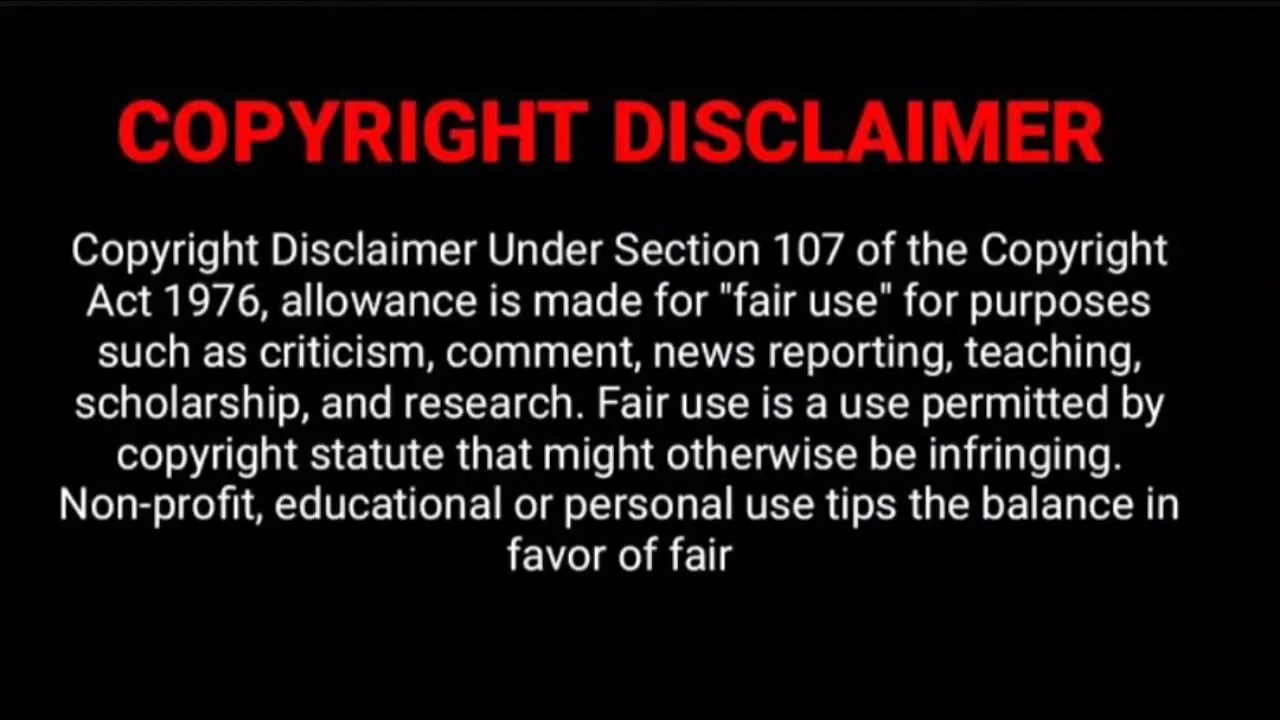 COPYRIGHT DISCLAIMER
Copyright Disclaimer Under Section 107 of the Copyright
Act 1976, allowance is made for "fair use" for purposes
such as criticism, comment, news reporting, teaching,
scholarship, and research. Fair use is a use permitted by
copyright statute that might otherwise be infringing.
Non-profit, educational or personal use tips the balance in
favor of fair